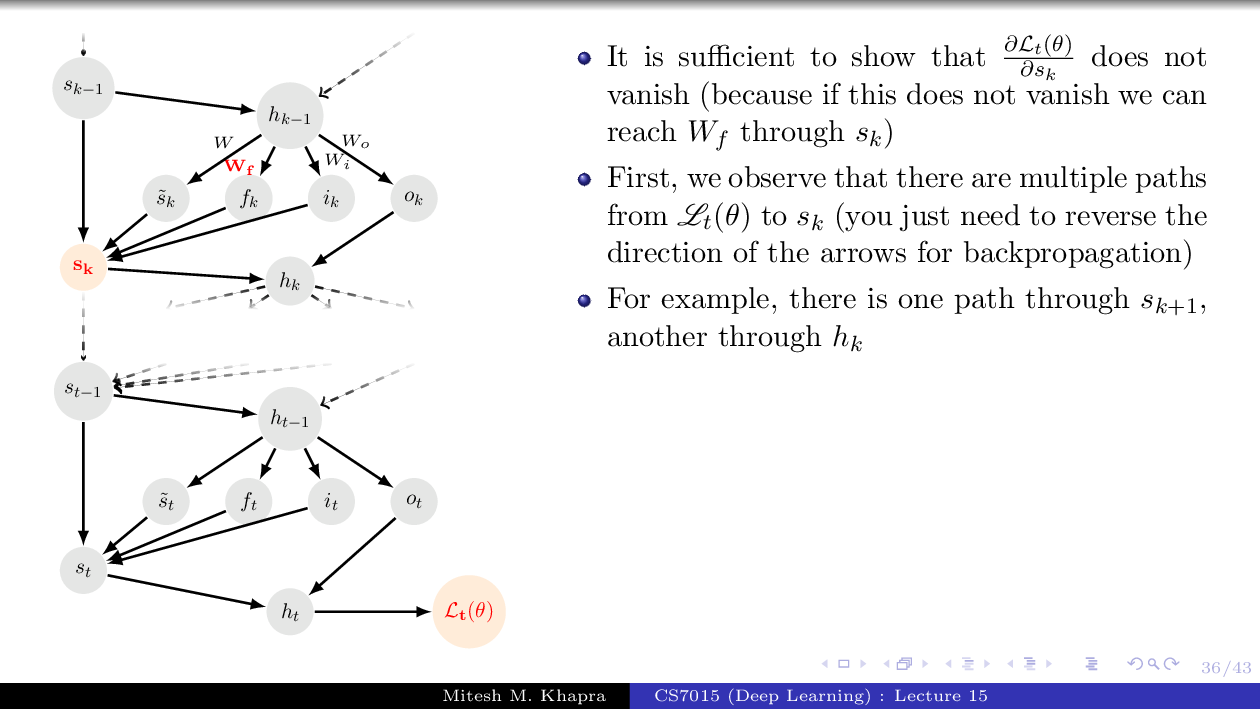 s_{k−1}
h_{k−1}
W
W_o
W_f
W_i
s̃_k
f_k
i_k
o_k
s_k
h_k
s_{t−1}
h_{t−1}
s̃_t
f_t
i_t
o_t
s_t
h_t
ℒ_t(θ)
It is sufficient to show that ∂ℒ_t(θ)/∂s_k does not
vanish (because if this does not vanish we can
reach W_f through s_k)
First, we observe that there are multiple paths
from ℒ_t(θ) to s_k (you just need to reverse the
direction of the arrows for backpropagation)
For example, there is one path through s_{k+1},
another through h_k
36/43
Mitesh M. Khapra
CS7015 (Deep Learning) : Lecture 15